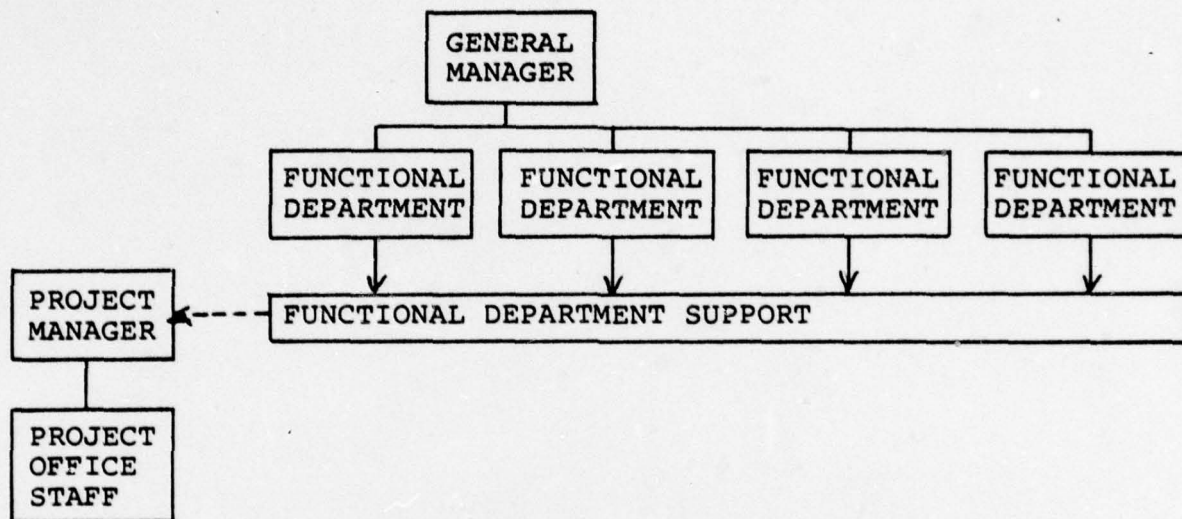 GENERAL
MANAGER
FUNCTIONAL
DEPARTMENT
FUNCTIONAL
DEPARTMENT
FUNCTIONAL
DEPARTMENT
FUNCTIONAL
DEPARTMENT
PROJECT
MANAGER
FUNCTIONAL DEPARTMENT SUPPORT
PROJECT
OFFICE
STAFF